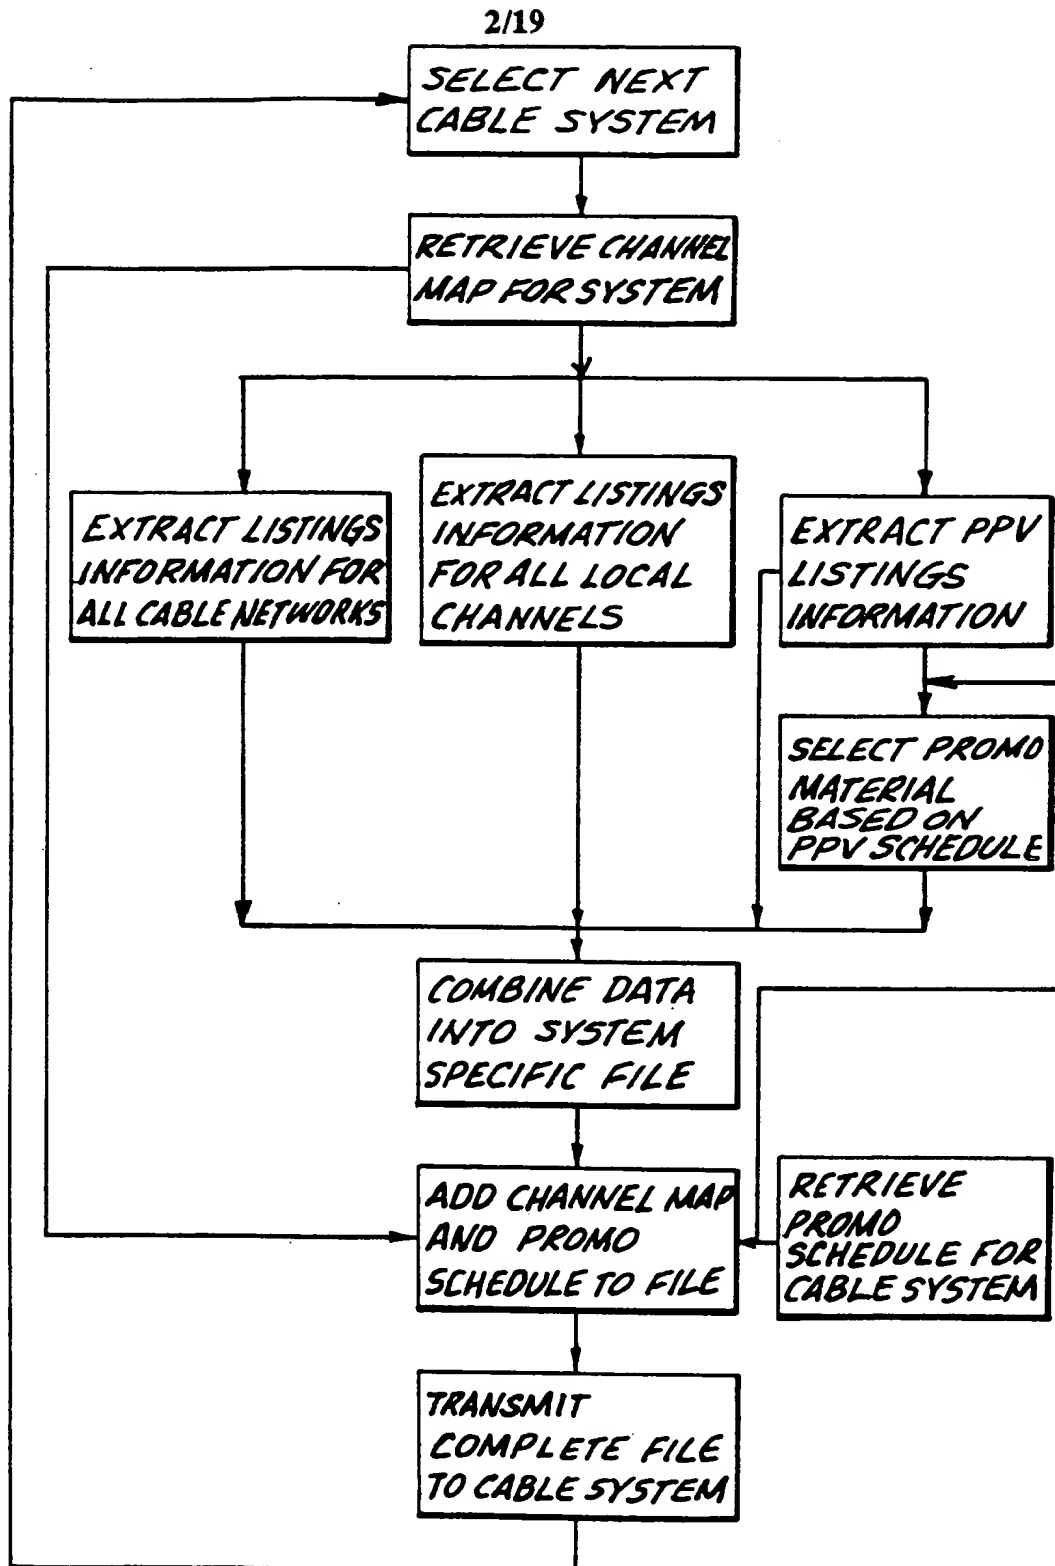 2/19
SELECT NEXT
CABLE SYSTEM
RETRIEVE CHANNEL
MAP FOR SYSTEM
EXTRACT LISTINGS
INFORMATION FOR
ALL CABLE NETWORKS
EXTRACT LISTINGS
INFORMATION
FOR ALL LOCAL
CHANNELS
EXTRACT PPV
LISTINGS
INFORMATION
SELECT PROMO
MATERIAL
BASED ON
PPV SCHEDULE
COMBINE DATA
INTO SYSTEM
SPECIFIC FILE
ADD CHANNEL MAP
AND PROMO
SCHEDULE TO FILE
RETRIEVE
PROMO
SCHEDULE FOR
CABLE SYSTEM
TRANSMIT
COMPLETE FILE
TO CABLE SYSTEM